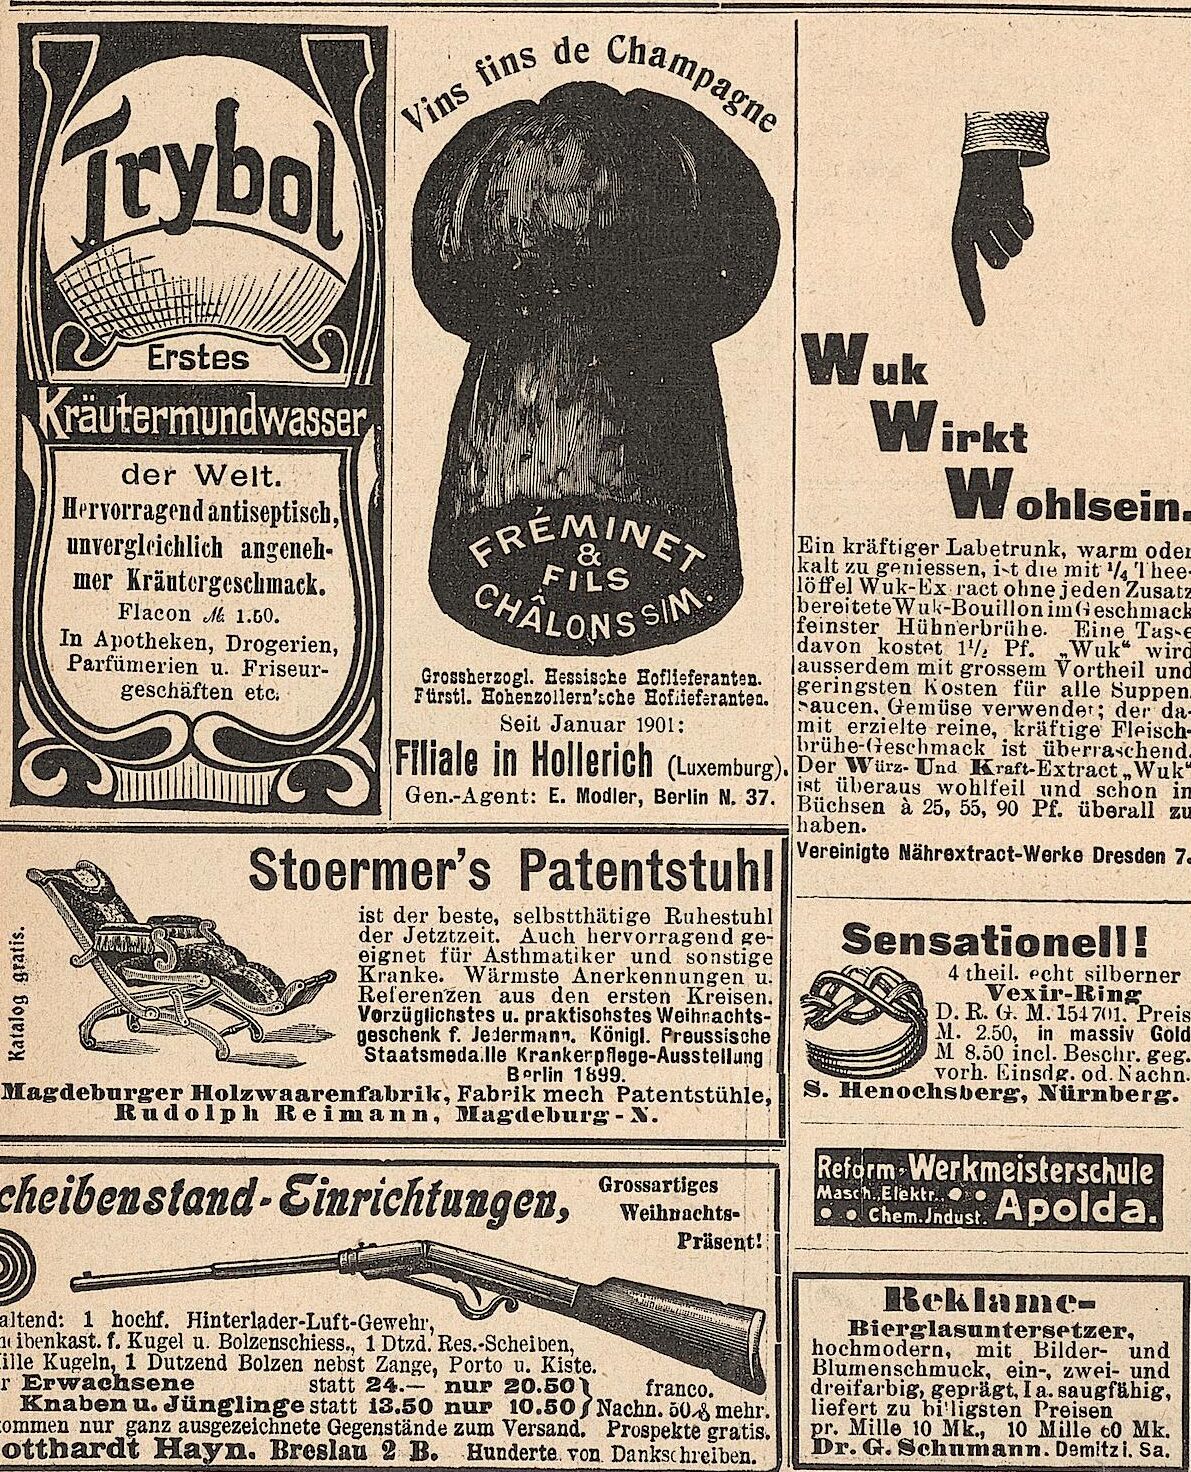 Trybol
Erstes
Kräutermundwasser
der Welt.
Hervorragend antiseptisch,
unvergleichlich angeneh-
mer Kräutergeschmack.
Flacon ℳ 1.50.
In Apotheken, Drogerien,
Parfümerien u. Friseur-
geschäften etc.
Vins fins de Champagne
FRÉMINET
&
FILS
CHÂLONS s/M.
Grossherzogl. Hessische Hoflieferanten.
Fürstl. Hohenzollern'sche Hoflieferanten.
Seit Januar 1901:
Filiale in Hollerich (Luxemburg).
Gen.-Agent: E. Modler, Berlin N. 37.
Wuk
Wirkt
Wohlsein.
Ein kräftiger Labetrunk, warm oder
kalt zu geniessen, ist die mit 1/4 Thee-
löffel Wuk-Extract ohne jeden Zusatz
bereitete Wuk-Bouillon im Geschmack
feinster Hühnerbrühe. Eine Tasse
davon kostet 1 1/2 Pf. „Wuk“ wird
ausserdem mit grossem Vortheil und
geringsten Kosten für alle Suppen,
Saucen, Gemüse verwendet; der da-
mit erzielte reine, kräftige Fleisch-
brühe-Geschmack ist überraschend.
Der Würz- Und Kraft-Extract „Wuk“
ist überaus wohlfeil und schon in
Büchsen à 25, 55, 90 Pf. überall zu
haben.
Vereinigte Nährextract-Werke Dresden 7.
Katalog gratis.
Stoermer's Patentstuhl
ist der beste, selbstthätige Ruhestuhl
der Jetztzeit. Auch hervorragend ge-
eignet für Asthmatiker und sonstige
Kranke. Wärmste Anerkennungen u.
Referenzen aus den ersten Kreisen.
Vorzüglichstes u. praktischstes Weihnachts-
geschenk f. Jedermann. Königl. Preussische
Staatsmedaille Krankenpflege-Ausstellung
Berlin 1899.
Magdeburger Holzwaarenfabrik, Fabrik mech Patentstühle,
Rudolph Reimann, Magdeburg-N.
Sensationell!
4 theil. echt silberner
Vexir-Ring
D. R. G. M. 154701. Preis
M. 2.50, in massiv Gold
M 8.50 incl. Beschr. geg.
vorh. Einsdg. od. Nachn.
S. Henochsberg, Nürnberg.
Reform-Werkmeisterschule
Masch., Elektr.
Chem. Jndust. Apolda.
cheibenstand-Einrichtungen,
Grossartiges
Weihnachts-
Präsent!
altend: 1 hochf. Hinterlader-Luft-Gewehr,
ibenkast. f. Kugel u. Bolzenschiess., 1 Dtzd. Res.-Scheiben,
ille Kugeln, 1 Dutzend Bolzen nebst Zange, Porto u. Kiste.
r Erwachsene statt 24.— nur 20.50 } franco.
Knaben u. Jünglinge statt 13.50 nur 10.50 } Nachn. 50 ₰ mehr.
ommen nur ganz ausgezeichnete Gegenstände zum Versand. Prospekte gratis.
otthardt Hayn. Breslau 2 B. Hunderte von Dankschreiben.
Reklame-
Bierglasuntersetzer,
hochmodern, mit Bilder- und
Blumenschmuck, ein-, zwei- und
dreifarbig, geprägt, Ia. saugfähig,
liefert zu billigsten Preisen
pr. Mille 10 Mk., 10 Mille 60 Mk.
Dr. G. Schumann. Demitz i. Sa.